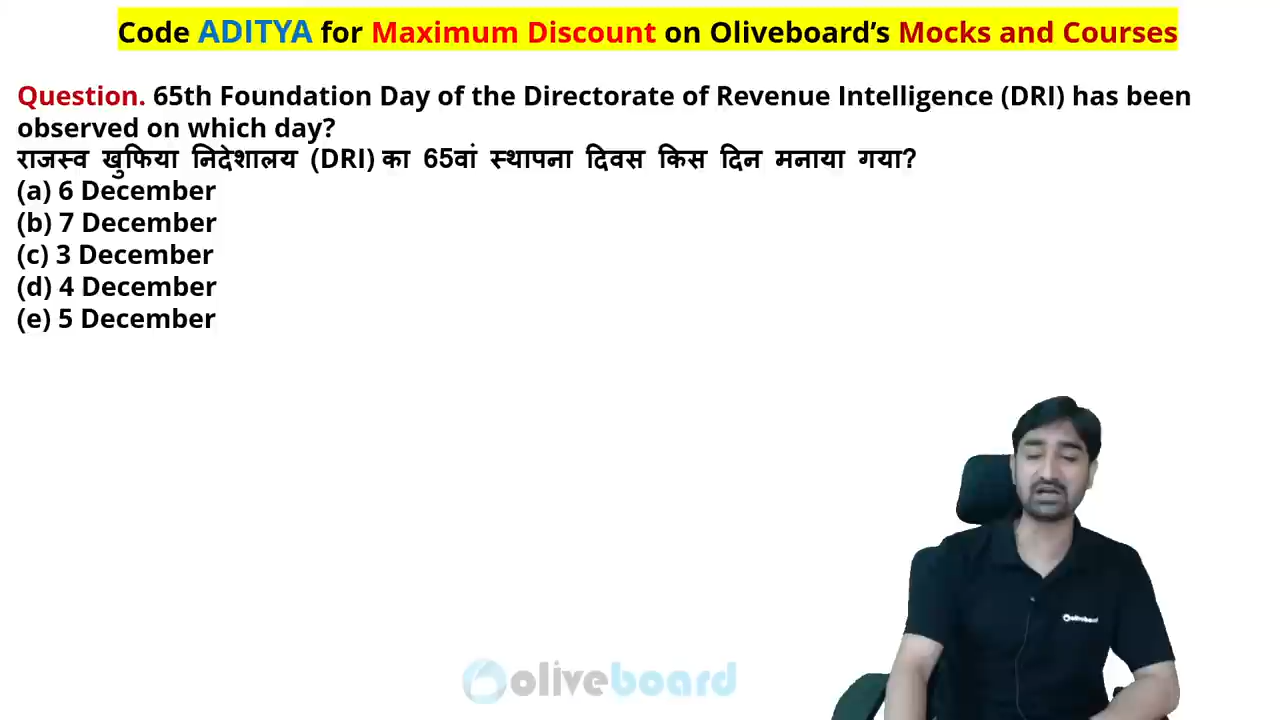 Code ADITYA for Maximum Discount on Oliveboard’s Mocks and Courses
Question. 65th Foundation Day of the Directorate of Revenue Intelligence (DRI) has been
observed on which day?
राजस्व खुफिया निदेशालय (DRI) का 65वां स्थापना दिवस किस दिन मनाया गया?
(a) 6 December
(b) 7 December
(c) 3 December
(d) 4 December
(e) 5 December
oliveboard
oliveboard